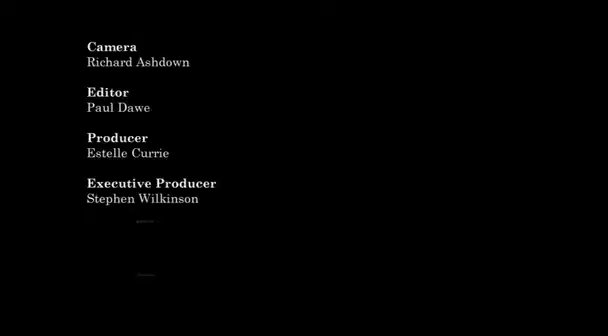 Camera
Richard Ashdown
Editor
Paul Dawe
Producer
Estelle Currie
Executive Producer
Stephen Wilkinson